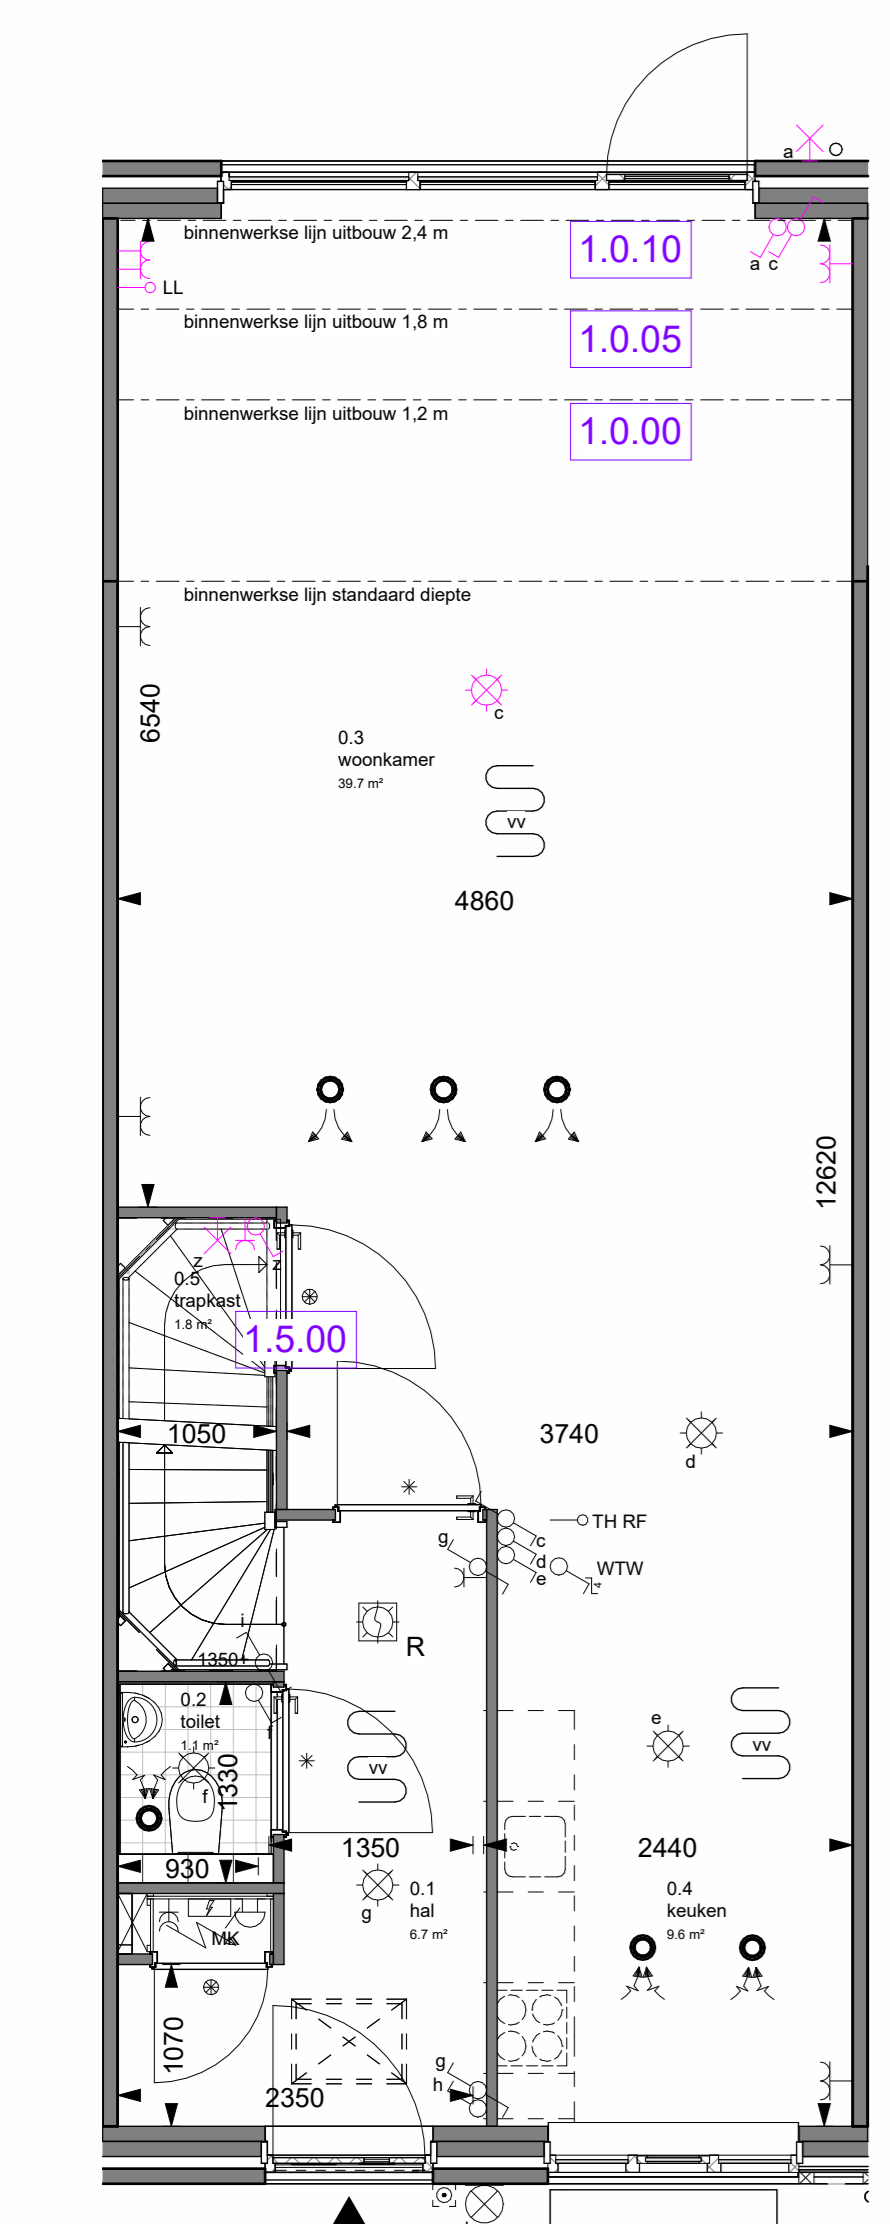 a
binnenwerkse lijn uitbouw 2,4 m
1.0.10
a c
LL
binnenwerkse lijn uitbouw 1,8 m
1.0.05
binnenwerkse lijn uitbouw 1,2 m
1.0.00
binnenwerkse lijn standaard diepte
6540
c
0.3
woonkamer
39.7 m²
vv
4860
12620
z
z
0.5
trapkast
1.8 m²
1.5.00
1050
3740
d
TH RF
g
c
d
e
WTW
4
R
i
1350+
0.2
toilet
1.1 m²
f
f
1330
vv
e
vv
930
1350
2440
g
0.1
hal
6.7 m²
0.4
keuken
9.6 m²
MK
1070
g
h
2350